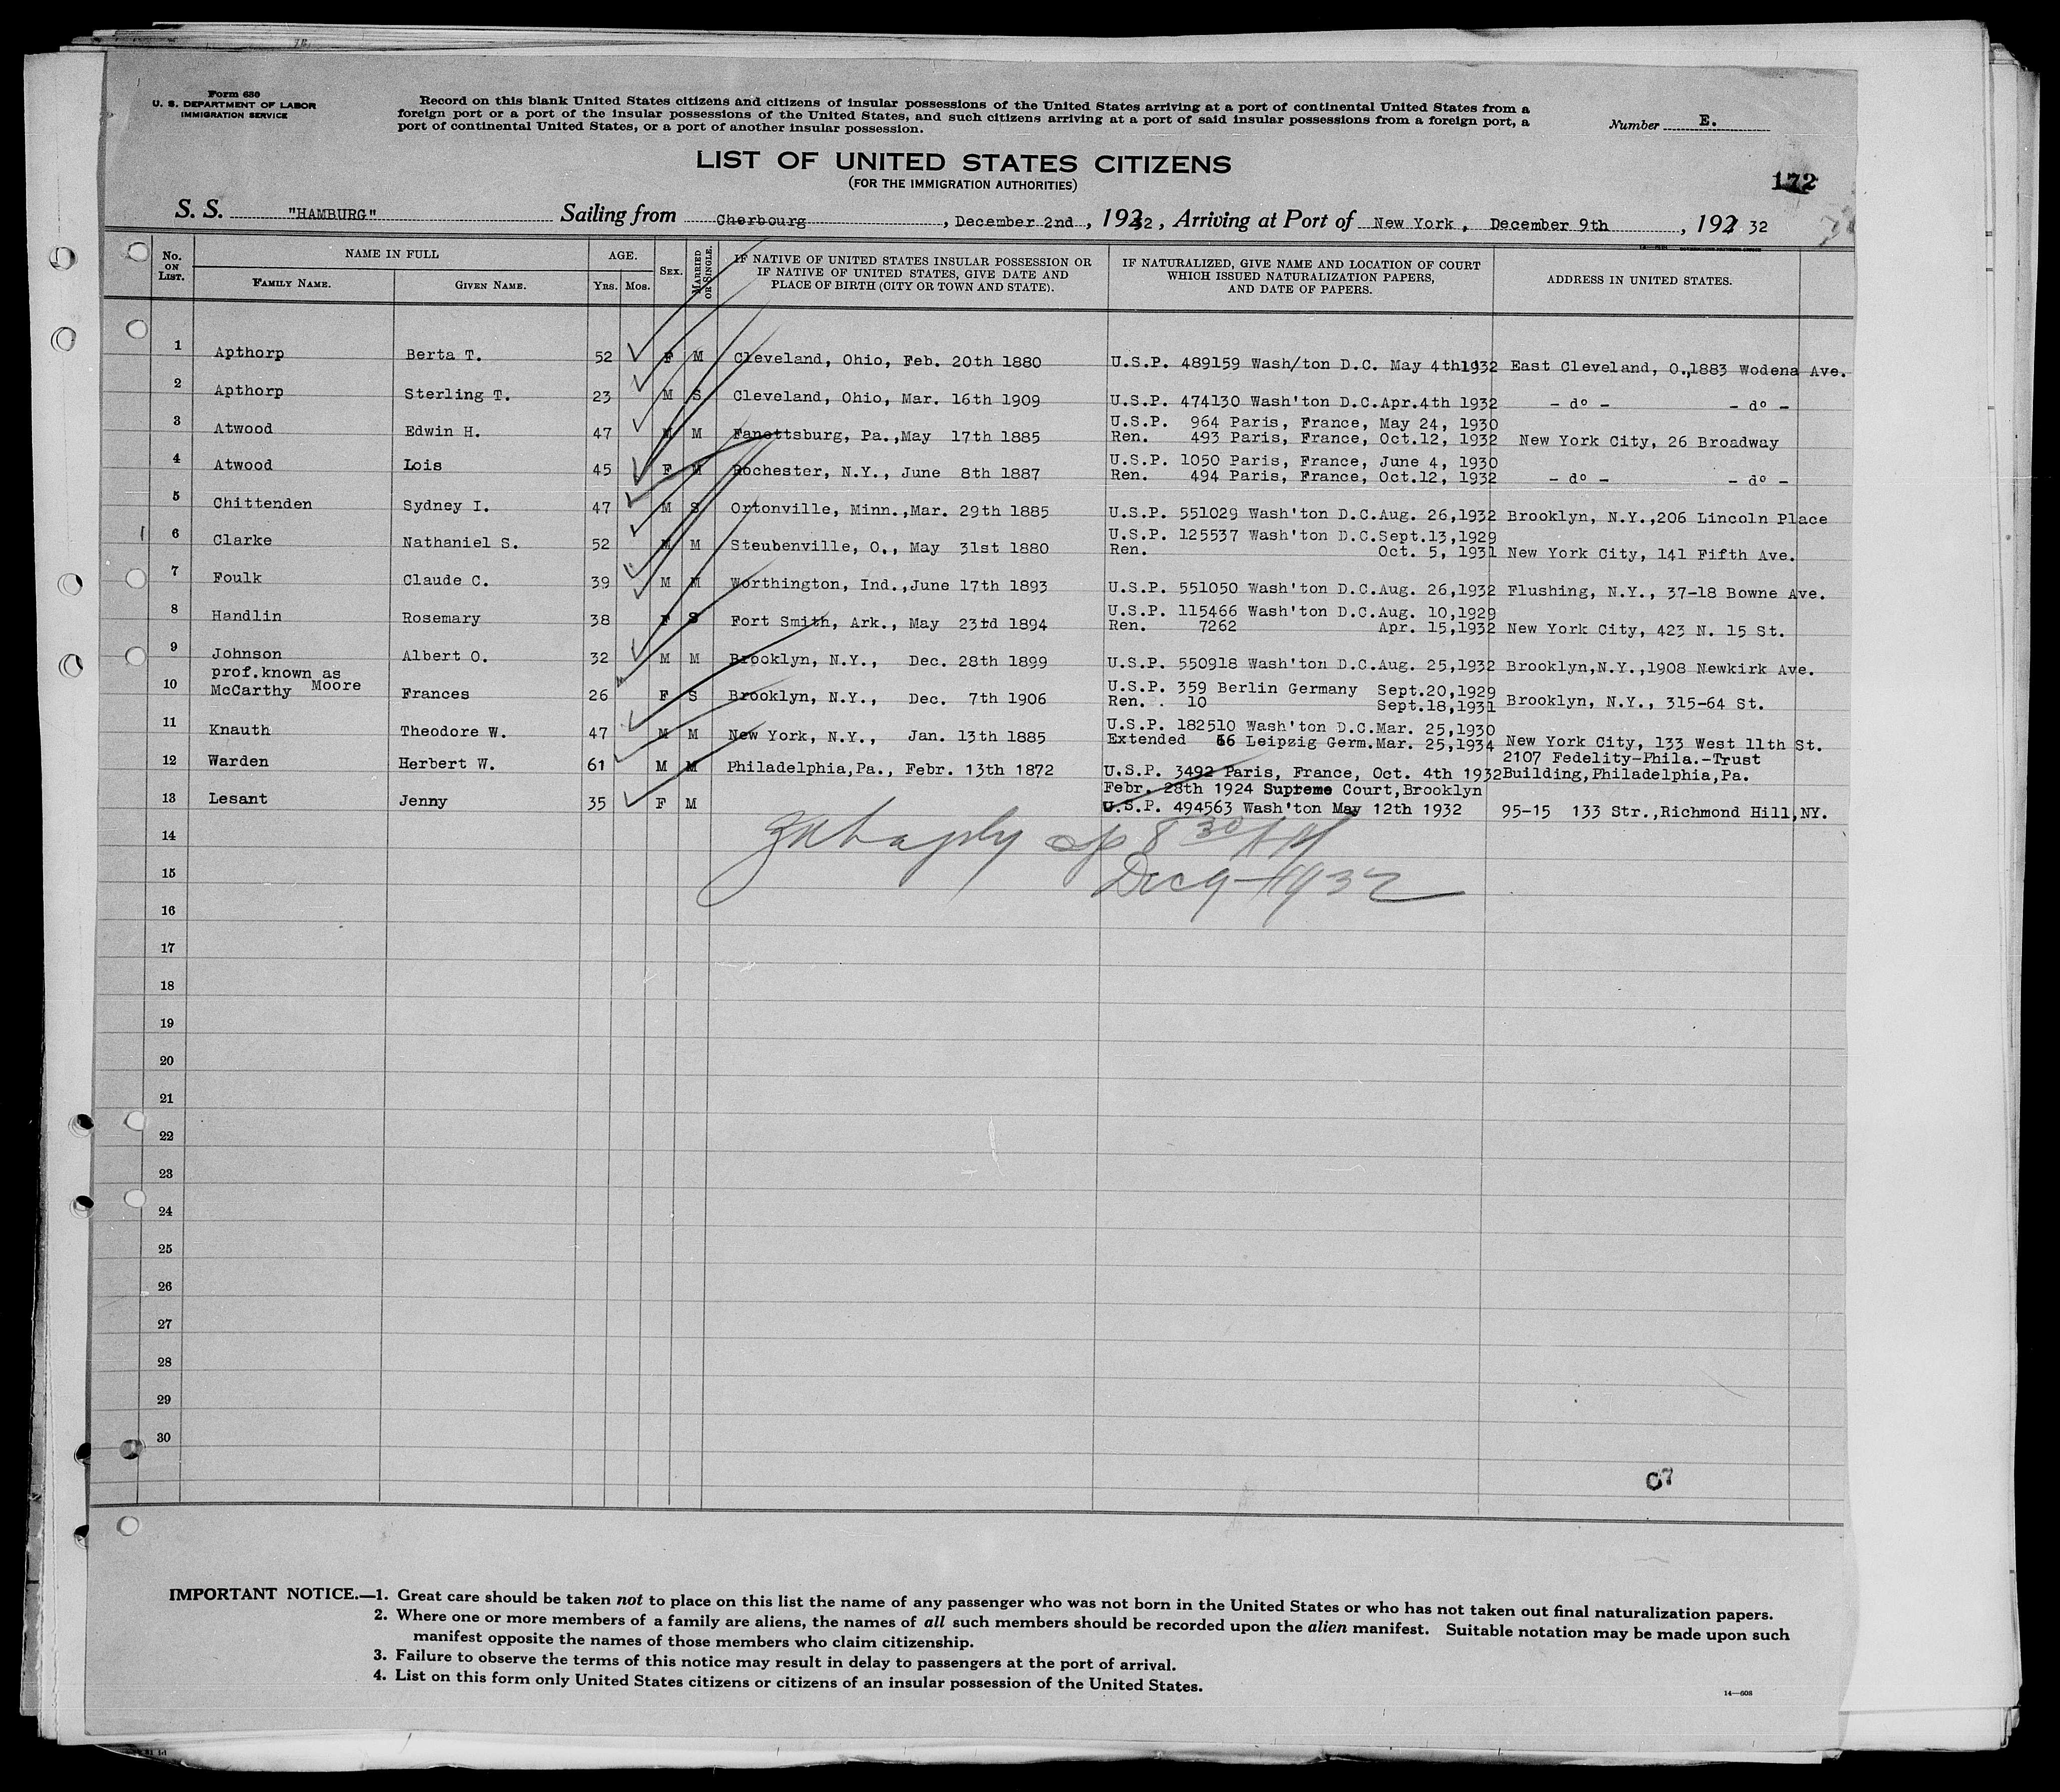 Form 630
U. S. DEPARTMENT OF LABOR
IMMIGRATION SERVICE
Record on this blank United States citizens and citizens of insular possessions of the United States arriving at a port of continental United States from a
foreign port or a port of the insular possessions of the United States, and such citizens arriving at a port of said insular possessions from a foreign port, a
port of continental United States, or a port of another insular possession.
Number E.
LIST OF UNITED STATES CITIZENS
(FOR THE IMMIGRATION AUTHORITIES)
172
S. S. "HAMBURG" Sailing from Cherbourg, December 2nd, 1932, Arriving at Port of New York, December 9th, 192 32
No. ON LIST. NAME IN FULL FAMILY NAME. GIVEN NAME. AGE. Yrs. Mos. SEX. MARRIED OR SINGLE. IF NATIVE OF UNITED STATES INSULAR POSSESSION OR IF NATIVE OF UNITED STATES, GIVE DATE AND PLACE OF BIRTH (CITY OR TOWN AND STATE). IF NATURALIZED, GIVE NAME AND LOCATION OF COURT WHICH ISSUED NATURALIZATION PAPERS, AND DATE OF PAPERS. ADDRESS IN UNITED STATES.
1 Apthorp Berta T. 52 F M Cleveland, Ohio, Feb. 20th 1880 U.S.P. 489159 Wash/ton D.C. May 4th1932 East Cleveland, O.,1883 Wodena Ave.
2 Apthorp Sterling T. 23 M S Cleveland, Ohio, Mar. 16th 1909 U.S.P. 474130 Wash'ton D.C.Apr.4th 1932 - do - - do -
3 Atwood Edwin H. 47 M M Fanettsburg, Pa.,May 17th 1885 U.S.P. 964 Paris, France, May 24, 1930
Ren. 493 Paris, France, Oct.12, 1932 New York City, 26 Broadway
4 Atwood Lois 45 F M Rochester, N.Y., June 8th 1887 U.S.P. 1050 Paris, France, June 4, 1930
Ren. 494 Paris, France, Oct.12, 1932 - do - - do -
5 Chittenden Sydney I. 47 M S Ortonville, Minn.,Mar. 29th 1885 U.S.P. 551029 Wash'ton D.C.Aug. 26,1932 Brooklyn, N.Y.,206 Lincoln Place
6 Clarke Nathaniel S. 52 M M Steubenville, O., May 31st 1880 U.S.P. 125537 Wash'ton D.C.Sept.13,1929
Ren. Oct. 5, 1931 New York City, 141 Fifth Ave.
7 Foulk Claude C. 39 M M Worthington, Ind.,June 17th 1893 U.S.P. 551050 Wash'ton D.C.Aug. 26,1932 Flushing, N.Y., 37-18 Bowne Ave.
8 Handlin Rosemary 38 F S Fort Smith, Ark., May 23td 1894 U.S.P. 115466 Wash'ton D.C.Aug. 10,1929
Ren. 7262 Apr. 15,1932 New York City, 423 N. 15 St.
9 Johnson Albert O. 32 M M Brooklyn, N.Y., Dec. 28th 1899 U.S.P. 550918 Wash'ton D.C.Aug. 25,1932 Brooklyn,N.Y.,1908 Newkirk Ave.
prof.known as
10 McCarthy Moore Frances 26 F S Brooklyn, N.Y., Dec. 7th 1906 U.S.P. 359 Berlin Germany Sept.20,1929
Ren. . 10 Sept.18,1931 Brooklyn, N.Y., 315-64 St.
11 Knauth Theodore W. 47 M M New York, N.Y., Jan. 13th 1885 U.S.P. 182510 Wash'ton D.C.Mar. 25,1930
Extended 56 Leipzig Germ.Mar. 25,1934 New York City, 133 West 11th St.
12 Warden Herbert W. 61 M M Philadelphia,Pa., Febr. 13th 1872 U.S.P. 3492 Paris, France, Oct. 4th 1932 2107 Fedelity-Phila.-Trust
Building,Philadelphia,Pa.
13 Lesant Jenny 35 F M Febr. 28th 1924 Supreme Court,Brooklyn
U.S.P. 494563 Wash'ton May 12th 1932 95-15 133 Str.,Richmond Hill,NY.
8 30 AM
Dec 9-1932
14
15
16
17
18
19
20
21
22
23
24
25
26
27
28
29
30
IMPORTANT NOTICE.—1. Great care should be taken not to place on this list the name of any passenger who was not born in the United States or who has not taken out final naturalization papers.
2. Where one or more members of a family are aliens, the names of all such members should be recorded upon the alien manifest. Suitable notation may be made upon such
manifest opposite the names of those members who claim citizenship.
3. Failure to observe the terms of this notice may result in delay to passengers at the port of arrival.
4. List on this form only United States citizens or citizens of an insular possession of the United States.
14—608